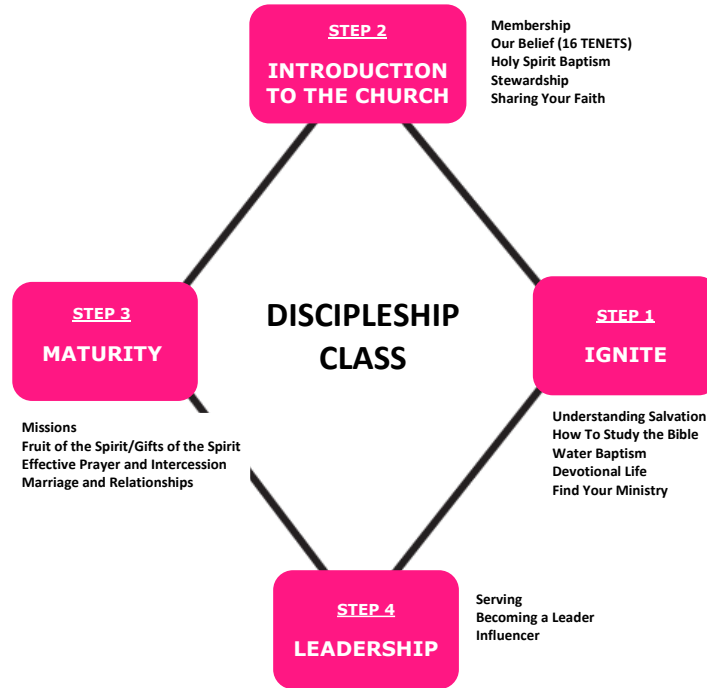 STEP 2
INTRODUCTION
TO THE CHURCH
Membership
Our Belief (16 TENETS)
Holy Spirit Baptism
Stewardship
Sharing Your Faith
STEP 3
MATURITY
DISCIPLESHIP
CLASS
STEP 1
IGNITE
Missions
Fruit of the Spirit/Gifts of the Spirit
Effective Prayer and Intercession
Marriage and Relationships
Understanding Salvation
How To Study the Bible
Water Baptism
Devotional Life
Find Your Ministry
STEP 4
LEADERSHIP
Serving
Becoming a Leader
Influencer